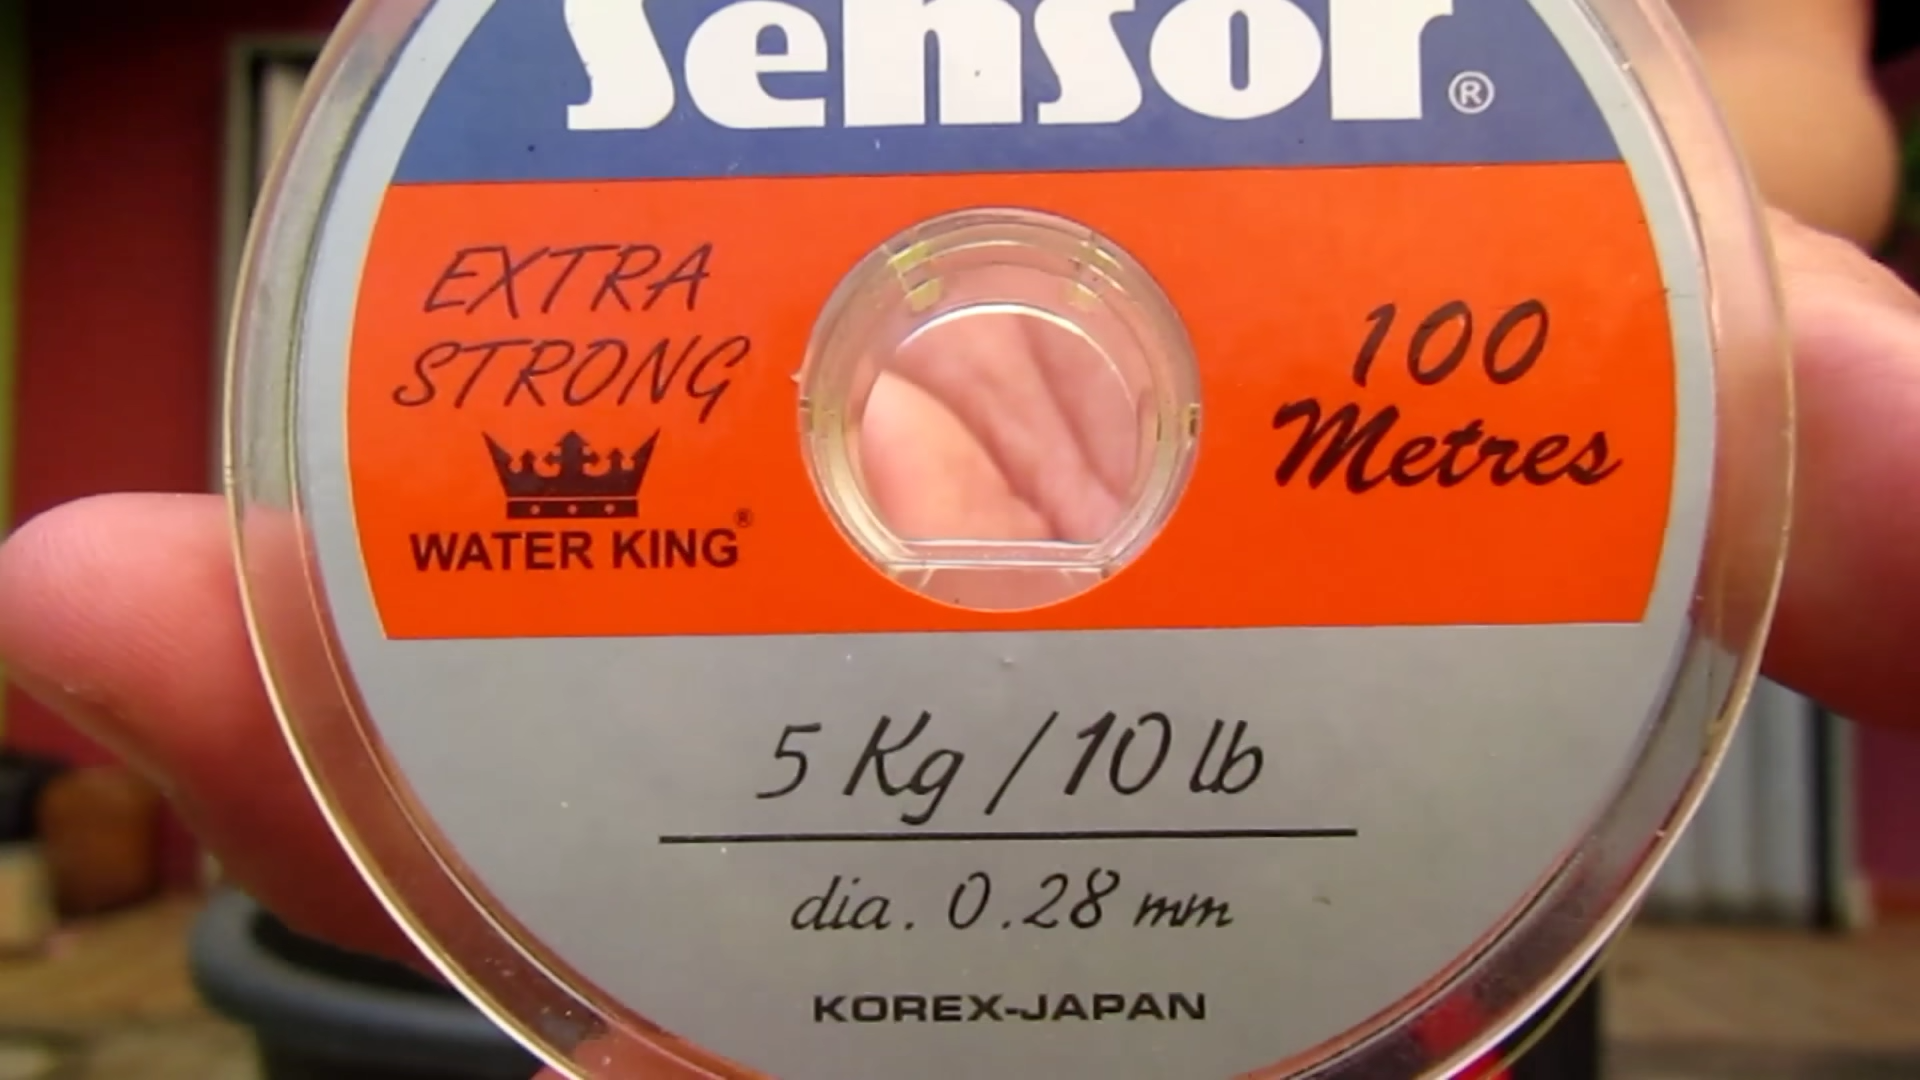 Sensor®
EXTRA
STRONG
WATER KING®
100
Metres
5 Kg / 10 lb
dia. 0.28 mm
KOREX-JAPAN